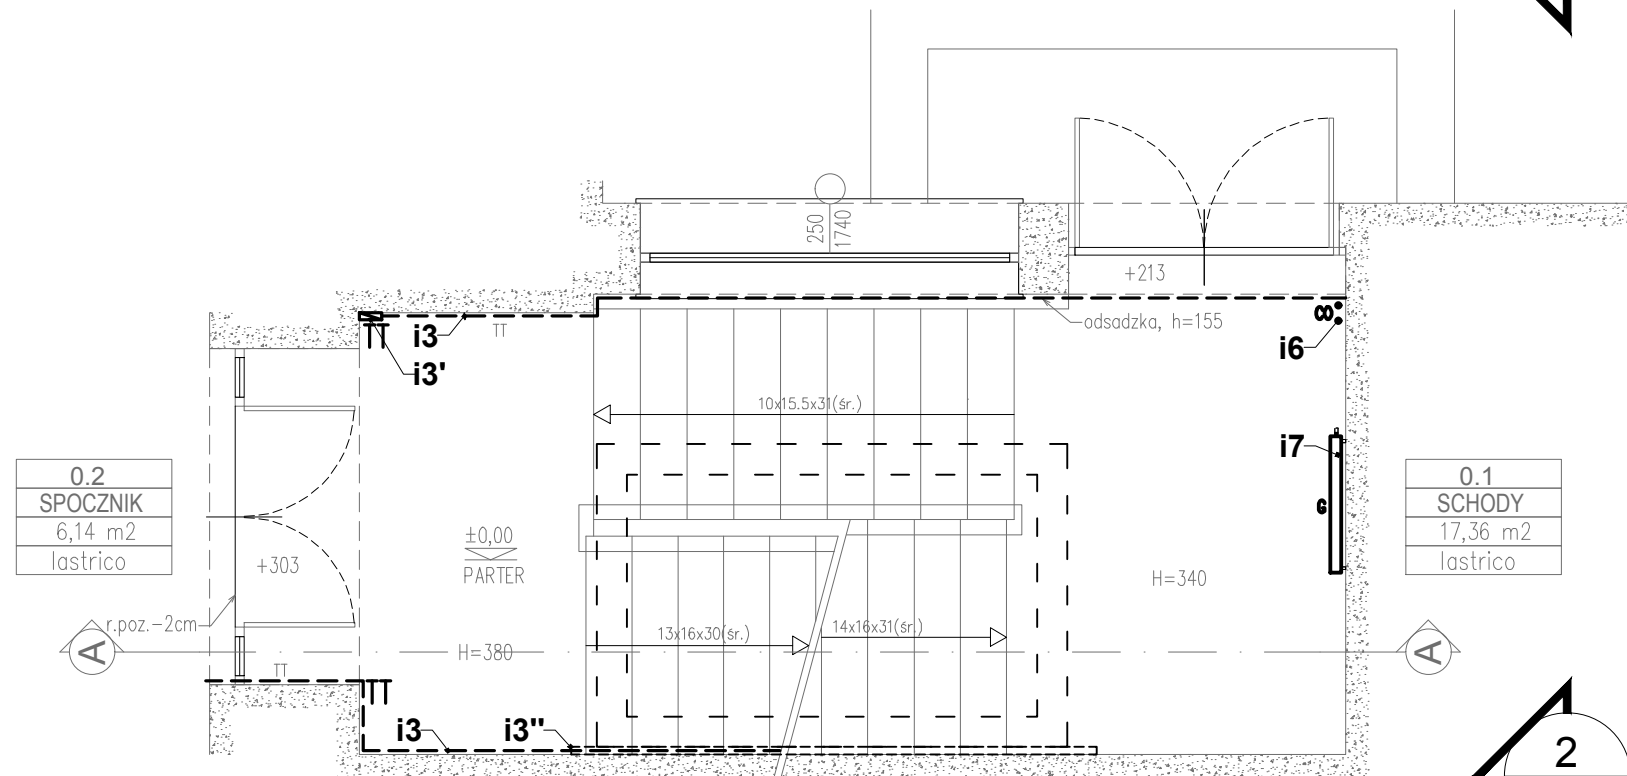 250
1740
+213
odsadzka, h=155
i3
TT
TT
i3'
8
i6
10x15.5x31(śr.)
i7
G
0.2
SPOCZNIK
6,14 m2
lastrico
0.1
SCHODY
17,36 m2
lastrico
±0,00
PARTER
+303
H=340
r.poz.-2cm
13x16x30(śr.)
14x16x31(śr.)
A
H=380
A
TT
TT
i3
i3"
2